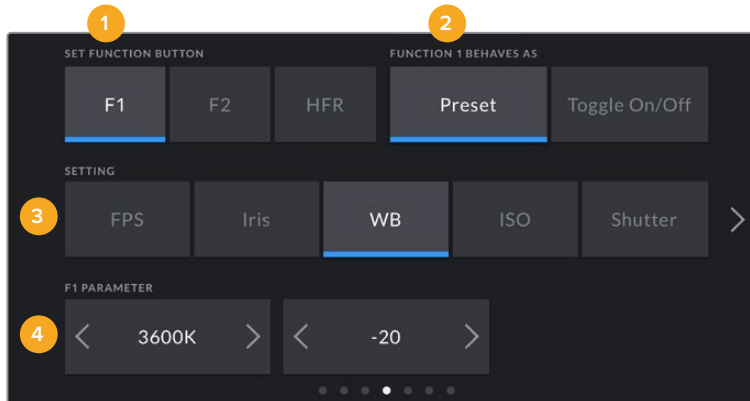 1
2
SET FUNCTION BUTTON
FUNCTION 1 BEHAVES AS
F1 F2 HFR Preset Toggle On/Off
SETTING
3 FPS Iris WB ISO Shutter
F1 PARAMETER
4 3600K -20